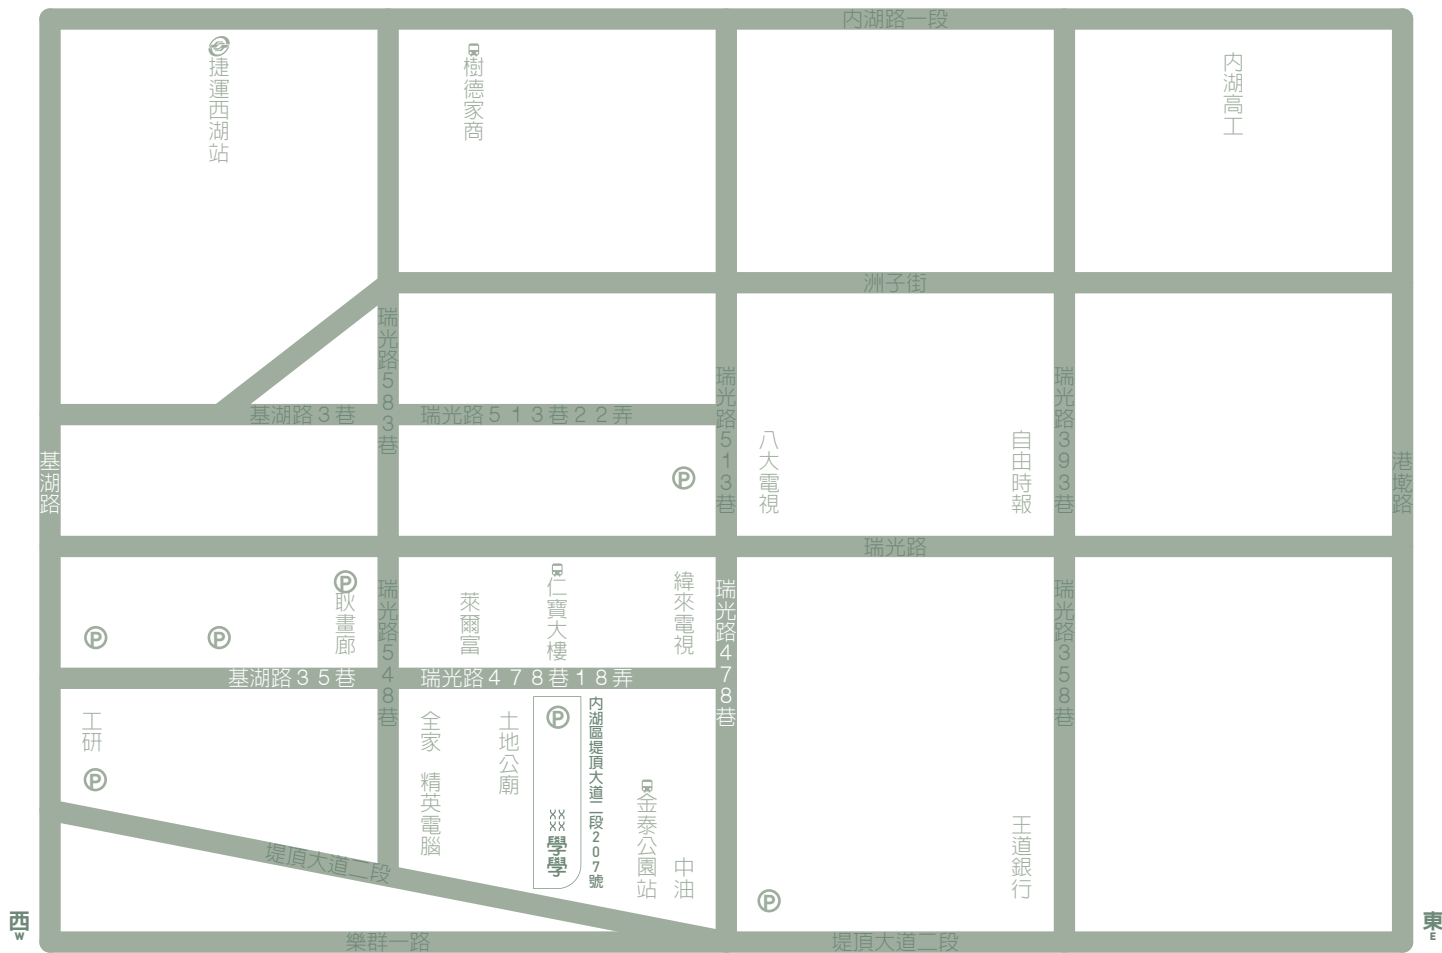 内湖路一段
捷運西湖站
樹德家商
内湖高工
洲子街
瑞光路583巷
基湖路3巷
瑞光路513巷22弄
瑞光路513巷
瑞光路393巷
基湖路
港墘路
八大電視
自由時報
P
瑞光路
P
耿畫廊
P
P
瑞光路548巷
萊爾富
仁寶大樓
緯來電視
瑞光路478巷
瑞光路358巷
基湖路35巷
瑞光路478巷18弄
工研
P
全家
精英電腦
土地公廟
P
XX
XX
學學
内湖區堤頂大道二段207號
金泰公園站
中油
王道銀行
P
堤頂大道二段
西
W
東
E
樂群一路
堤頂大道二段